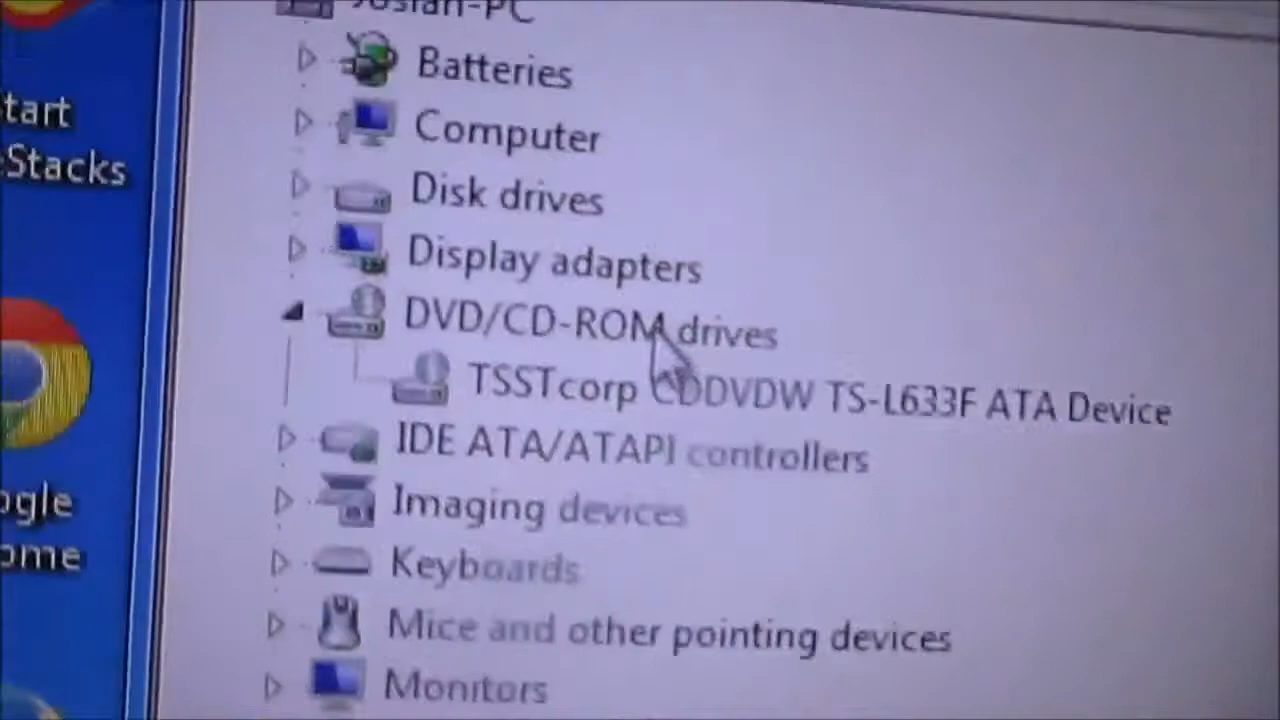 Josiah-PC
Batteries
Computer
Disk drives
Display adapters
DVD/CD-ROM drives
TSSTcorp CDDVDW TS-L633F ATA Device
IDE ATA/ATAPI controllers
Imaging devices
Keyboards
Mice and other pointing devices
Monitors
tart
Stacks
ogle
ome